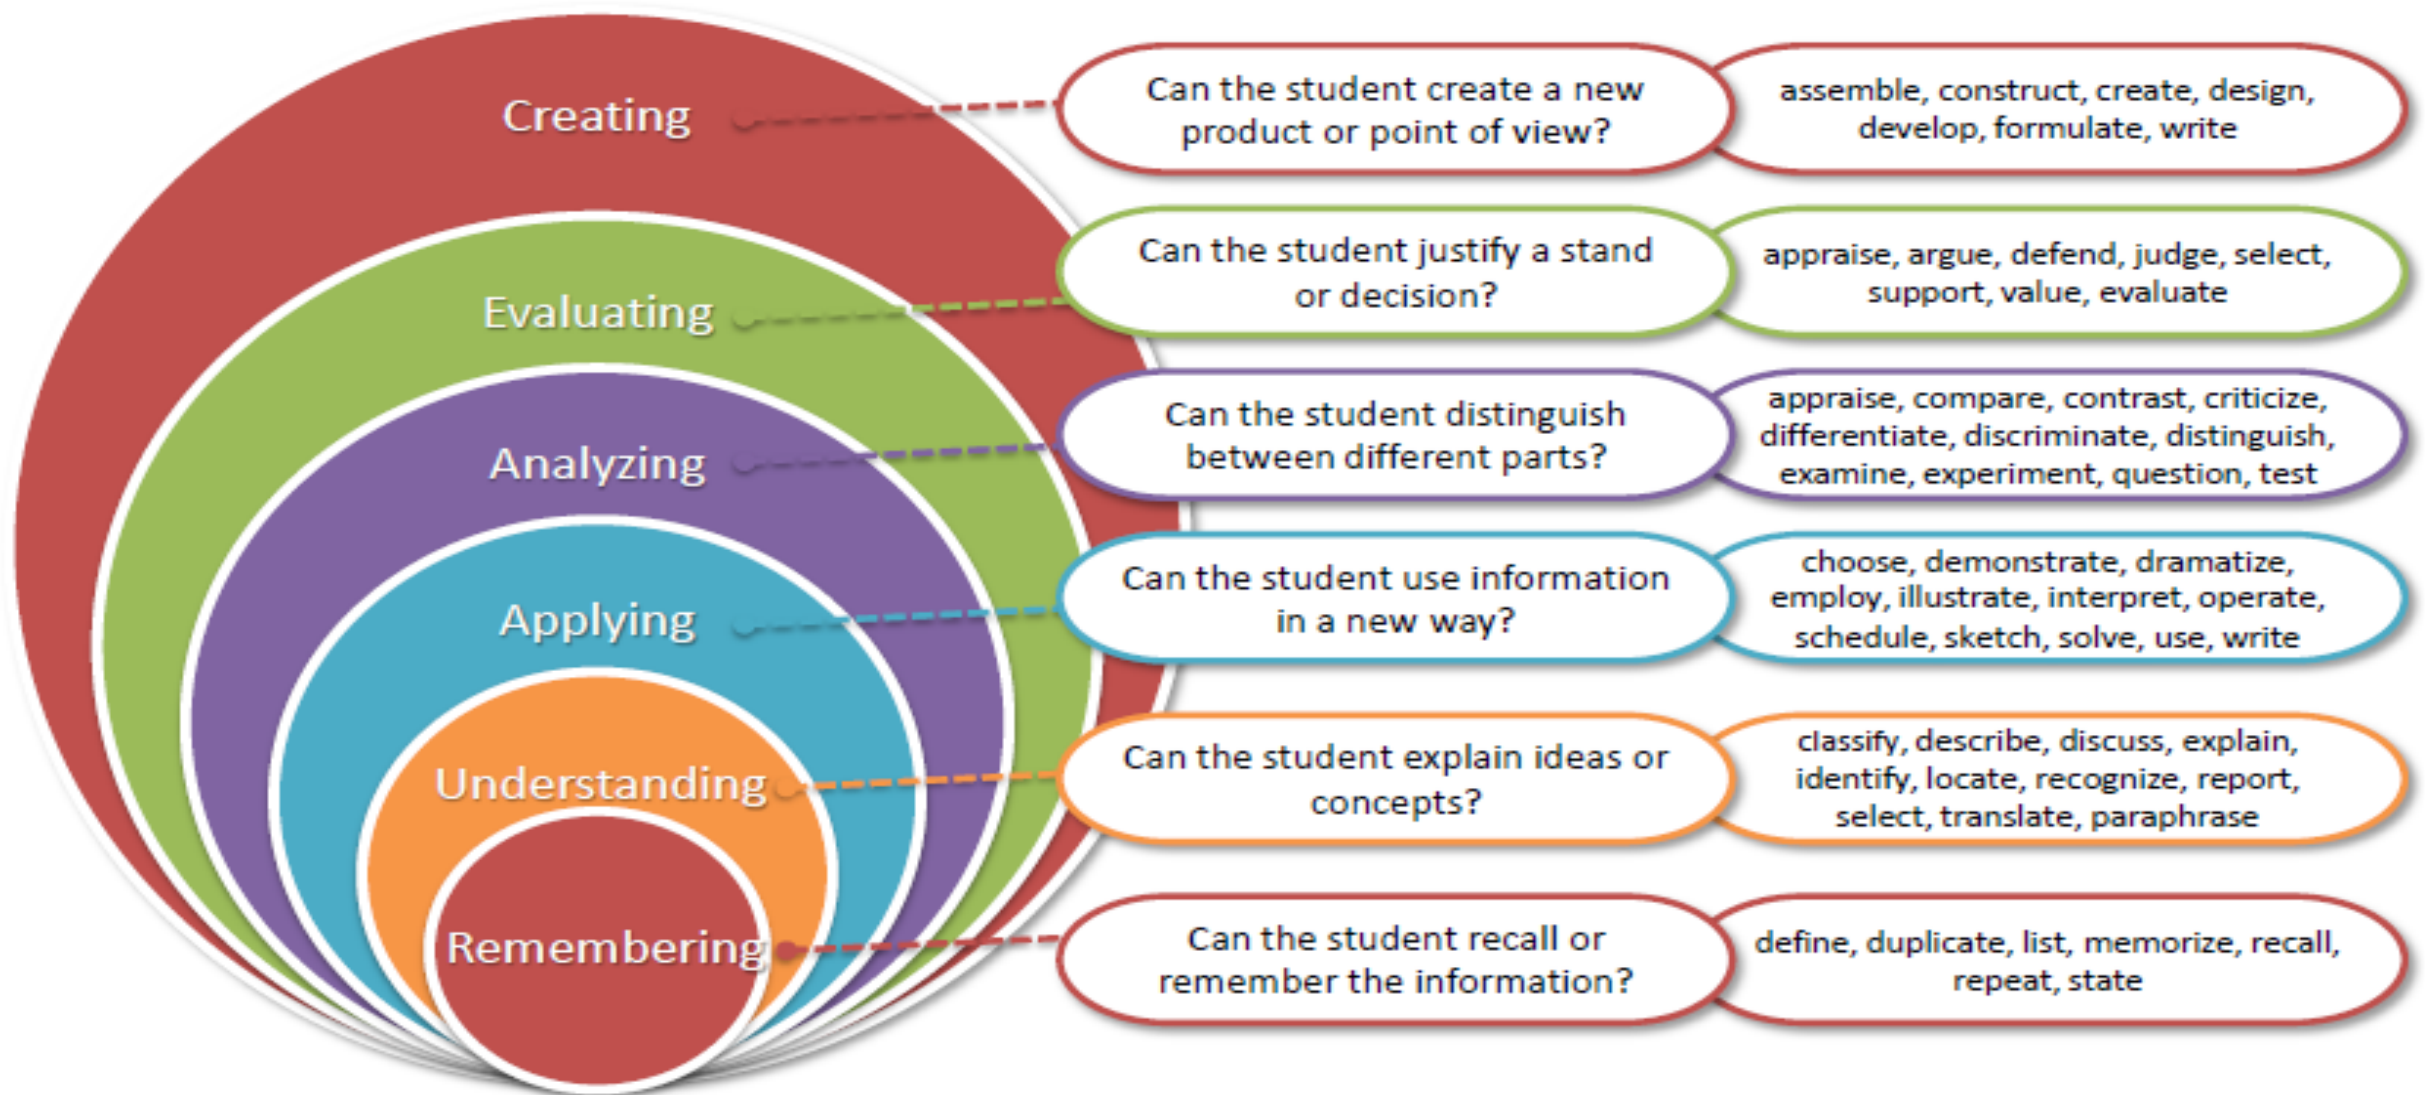 Creating
Can the student create a new
product or point of view?
assemble, construct, create, design,
develop, formulate, write
Evaluating
Can the student justify a stand
or decision?
appraise, argue, defend, judge, select,
support, value, evaluate
Analyzing
Can the student distinguish
between different parts?
appraise, compare, contrast, criticize,
differentiate, discriminate, distinguish,
examine, experiment, question, test
Applying
Can the student use information
in a new way?
choose, demonstrate, dramatize,
employ, illustrate, interpret, operate,
schedule, sketch, solve, use, write
Understanding
Can the student explain ideas or
concepts?
classify, describe, discuss, explain,
identify, locate, recognize, report,
select, translate, paraphrase
Remembering
Can the student recall or
remember the information?
define, duplicate, list, memorize, recall,
repeat, state